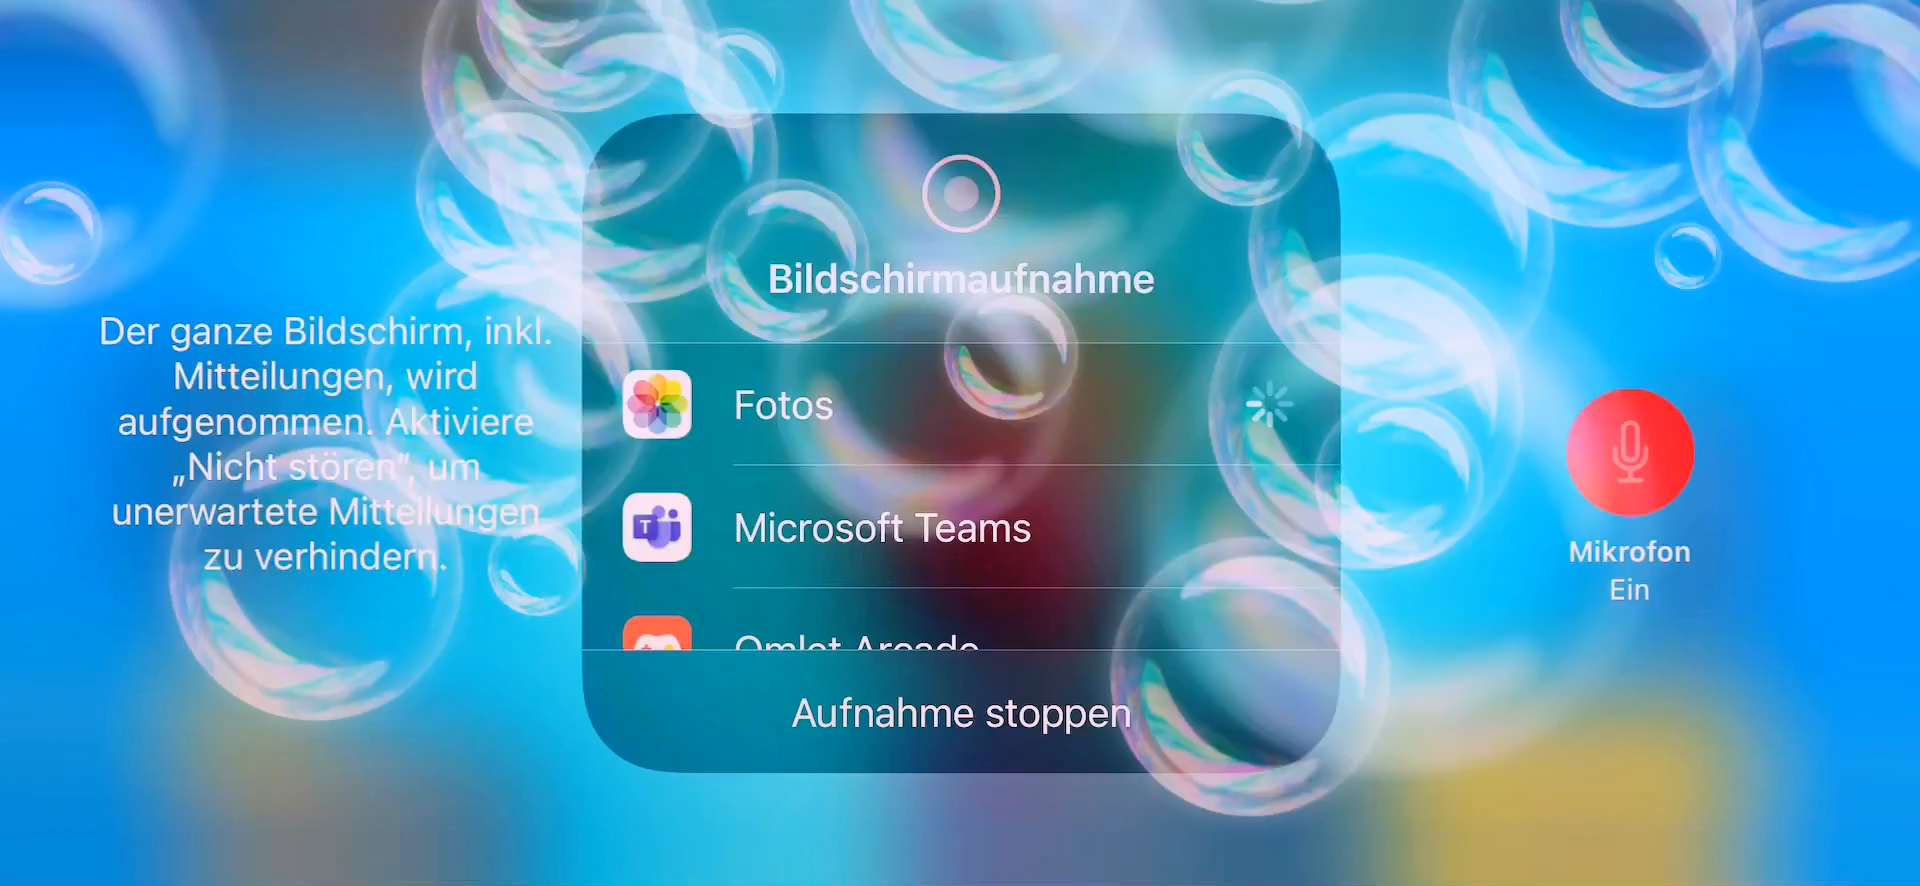 Bildschirmaufnahme
Der ganze Bildschirm, inkl.
Mitteilungen, wird
aufgenommen. Aktiviere
„Nicht stören“, um
unerwartete Mitteilungen
zu verhindern.
Fotos
Microsoft Teams
Omlet Arcade
Aufnahme stoppen
Mikrofon
Ein